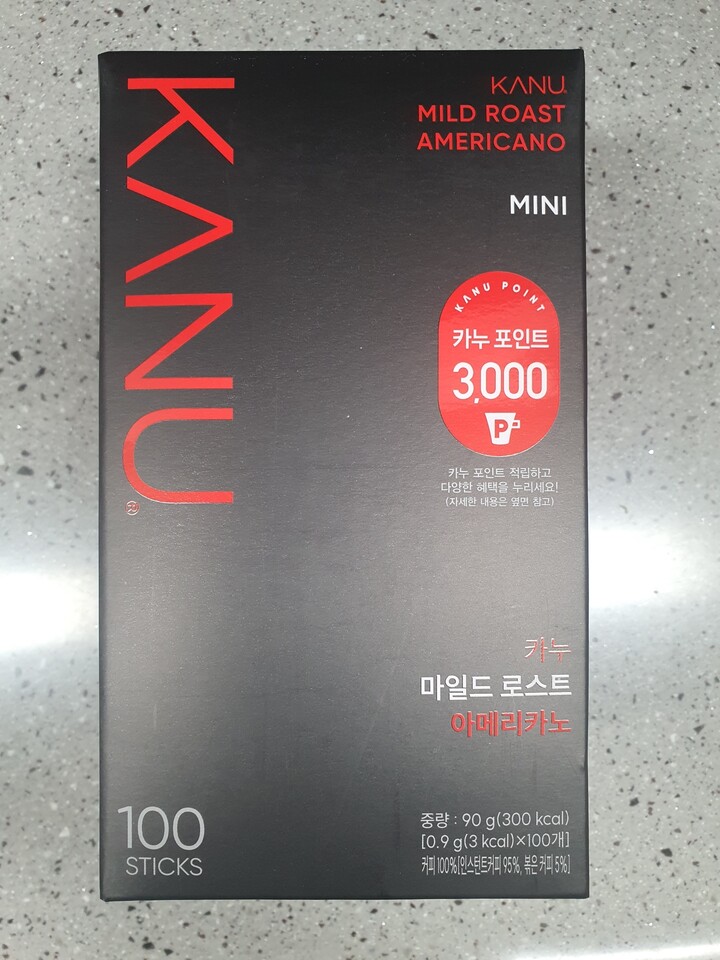 KANU®
KANU.
MILD ROAST
AMERICANO
MINI
KANU POINT
카누 포인트
3,000
P
카누 포인트 적립하고
다양한 혜택을 누리세요!
(자세한 내용은 옆면 참고)
카누
마일드 로스트
아메리카노
100
STICKS
중량 : 90 g(300 kcal)
[0.9 g(3 kcal)×100개]
커피 100%[인스턴트커피 95%, 볶은 커피 5%]